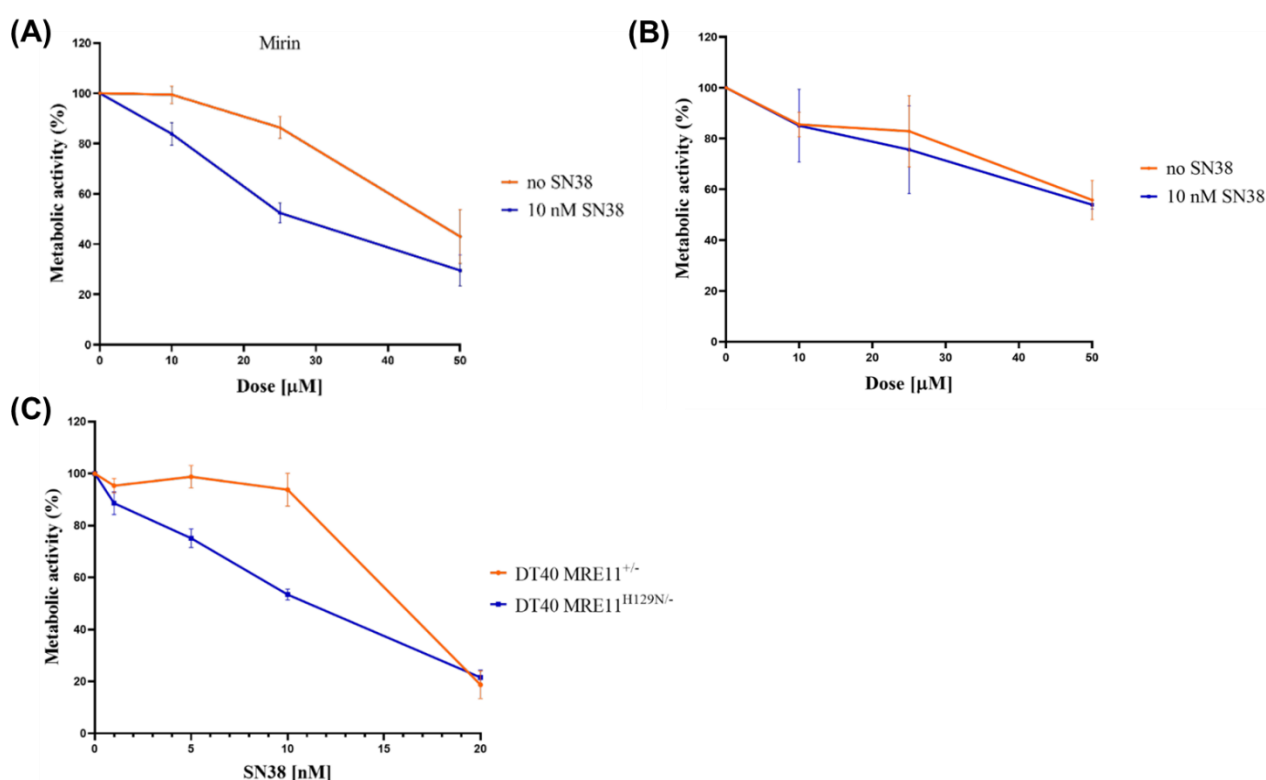 (A)
Mirin
Metabolic activity (%)
120
100
80
60
40
20
0
0 10 20 30 40 50
Dose [μM]
no SN38
10 nM SN38
(B)
Metabolic activity (%)
120
100
80
60
40
20
0
0 10 20 30 40 50
Dose [μM]
no SN38
10 nM SN38
(C)
Metabolic activity (%)
120
100
80
60
40
20
0
0 5 10 15 20
SN38 [nM]
DT40 MRE11+/-
DT40 MRE11H129N/-